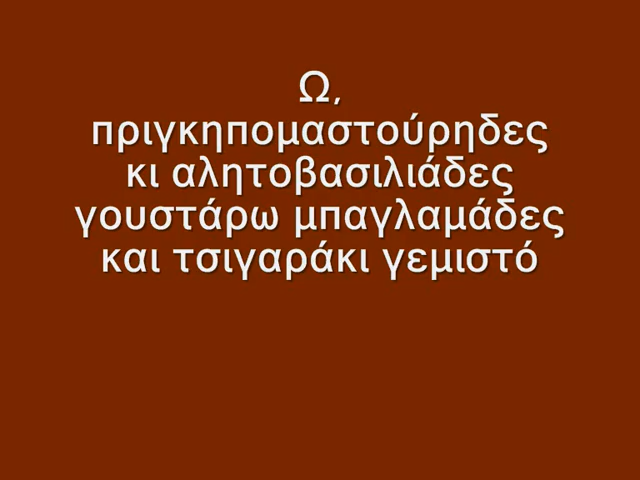 Ω,
πριγκηπομαστούρηδες
κι αλητοβασιλιάδες
γουστάρω μπαγλαμάδες
και τσιγαράκι γεμιστό